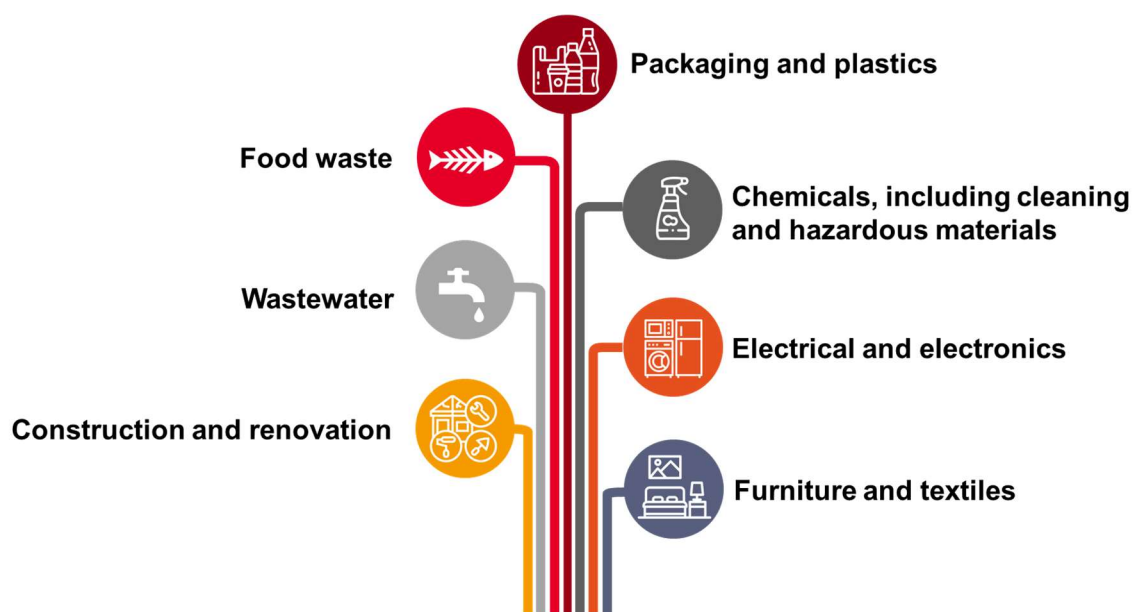 Packaging and plastics
Food waste
Chemicals, including cleaning
and hazardous materials
Wastewater
Electrical and electronics
Construction and renovation
Furniture and textiles